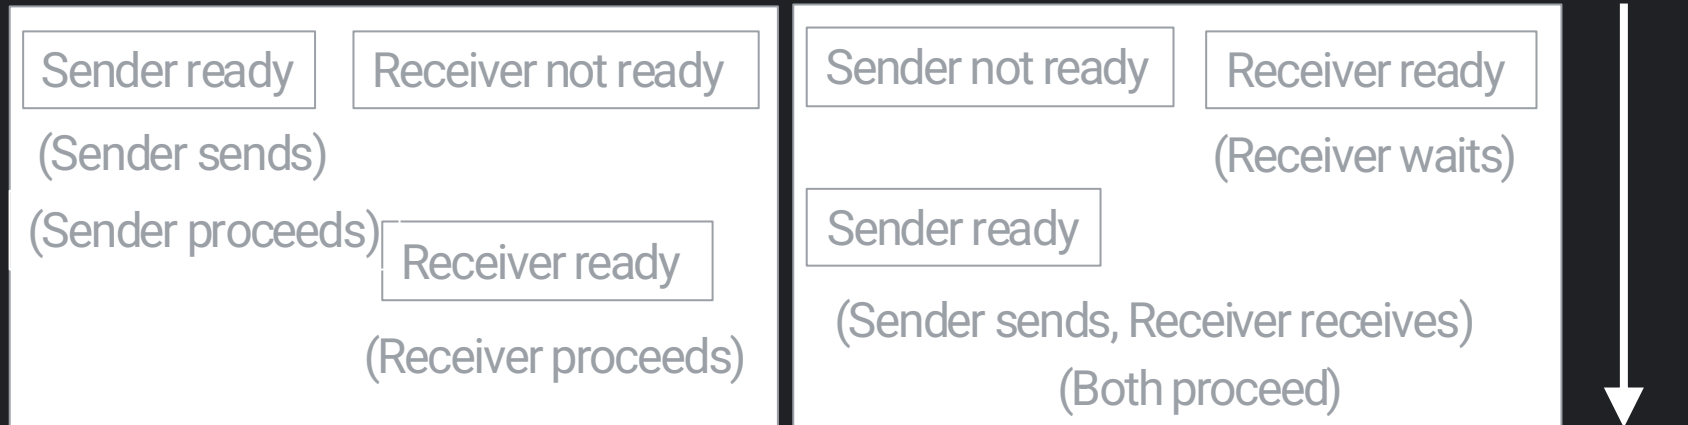 Sender ready
Receiver not ready
(Sender sends)
(Sender proceeds)
Receiver ready
(Receiver proceeds)
Sender not ready
Receiver ready
(Receiver waits)
Sender ready
(Sender sends, Receiver receives)
(Both proceed)